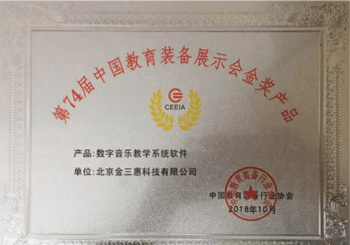 第74届中国教育装备展示会金奖产品
CEEIA
产品:数字音乐教学系统软件
单位:北京金三惠科技有限公司
中国教育装备行业协会
2018年10月